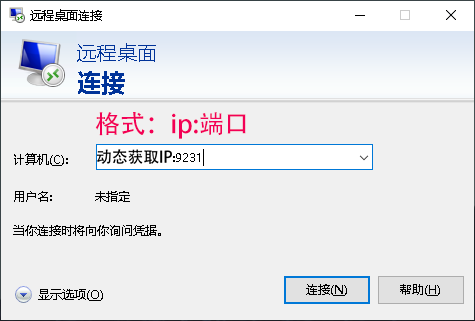 远程桌面连接
远程桌面
连接
格式：ip:端口
计算机(C):
动态获取IP:9231
用户名:
未指定
当你连接时将向你询问凭据。
显示选项(O)
连接(N)
帮助(H)